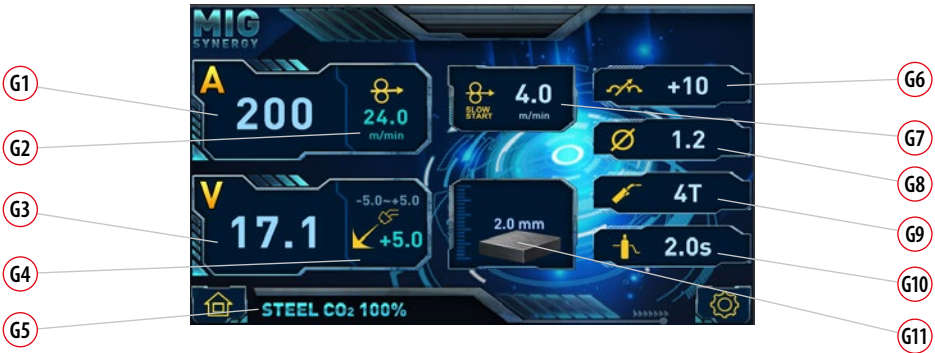 MIG
SYNERGY
G1
A
200
24.0
m/min
G2
SLOW
START
4.0
m/min
+10
G6
G7
Ø
1.2
G8
G3
V
17.1
-5.0~+5.0
+5.0
G4
2.0 mm
4T
G9
2.0s
G10
G5
STEEL CO₂ 100%
G11